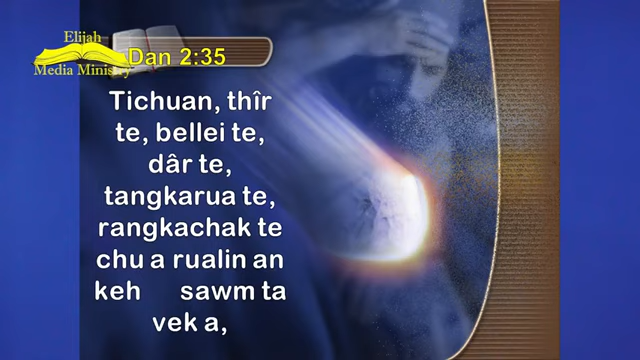 Elijah
Media Ministry
Dan 2:35
Tichuan, thîr
te, bellei te,
dâr te,
tangkarua te,
rangkachak te
chu a rualin an
keh sawm ta
vek a,